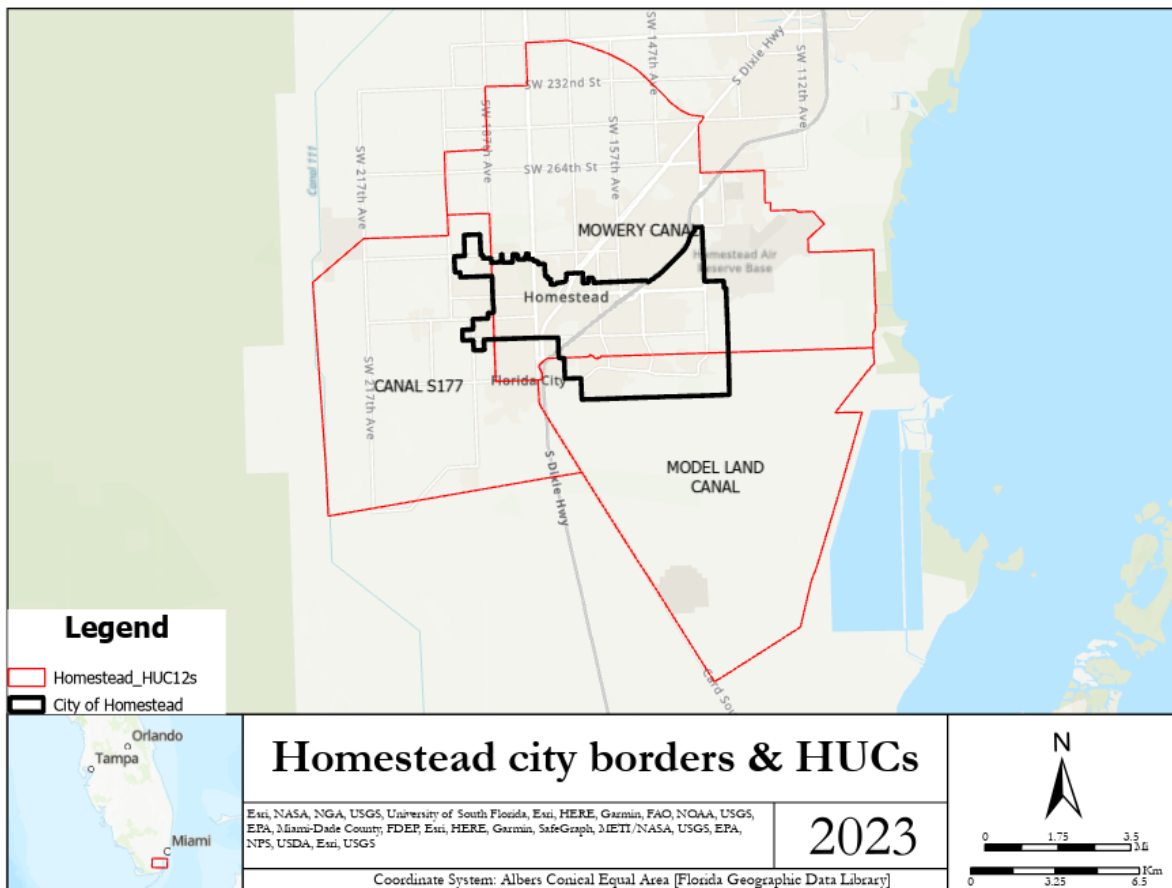 SW 147th Ave
S Dixie Hwy
SW 112th Ave
SW 232nd St
SW 187th Ave
SW 157th Ave
Canal 111
SW 217th Ave
SW 264th St
MOWERY CANAL
Homestead Air
Reserve Base
Homestead
Florida City
CANAL S177
SW 217th Ave
S Dixie Hwy
MODEL LAND
CANAL
Card Sou
Legend
Homestead_HUC12s
City of Homestead
Orlando
Tampa
Miami
Homestead city borders & HUCs
Esri, NASA, NGA, USGS, University of South Florida, Esri, HERE, Garmin, FAO, NOAA, USGS,
EPA, Miami-Dade County, FDEP, Esri, HERE, Garmin, SafeGraph, METI/NASA, USGS, EPA,
NPS, USDA, Esri, USGS
2023
Coordinate System: Albers Conical Equal Area [Florida Geographic Data Library]
N
0 1.75 3.5
Mi
Km
0 3.25 6.5